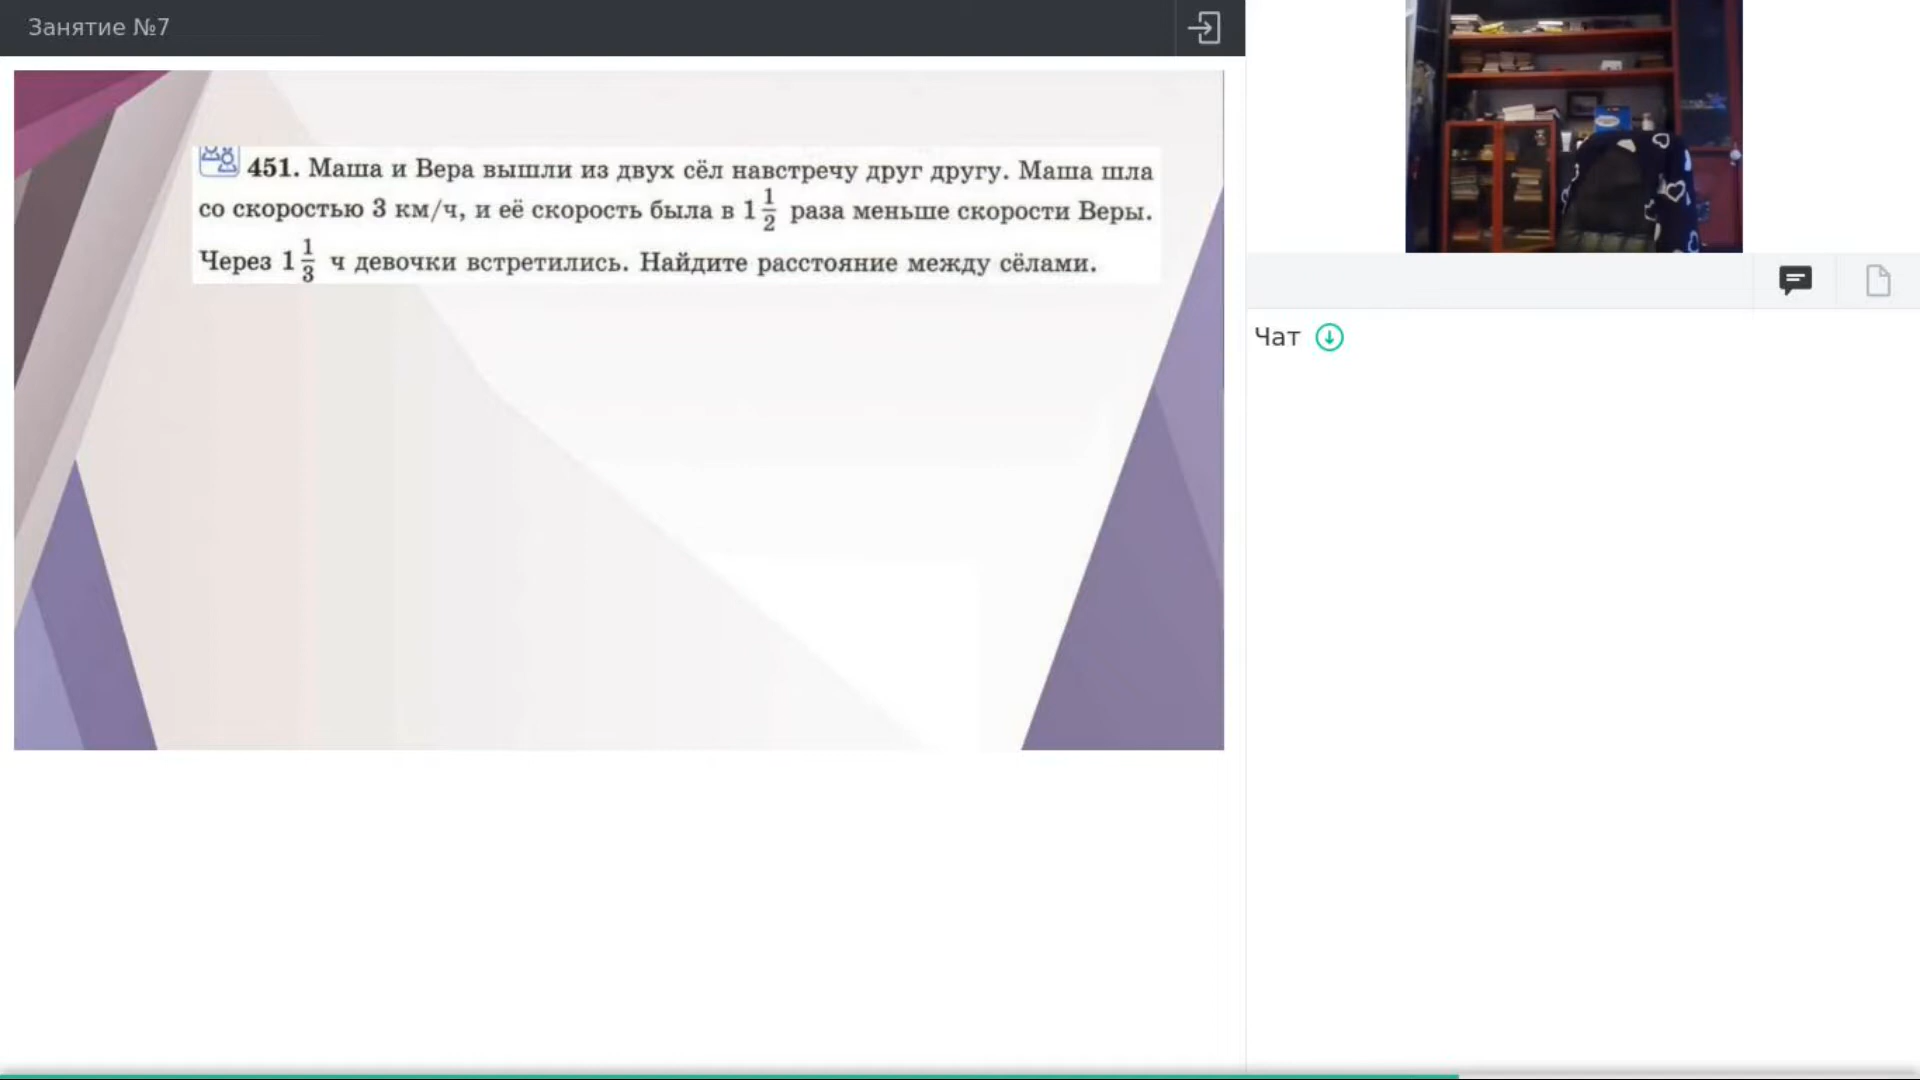 Занятие №7
451. Маша и Вера вышли из двух сёл навстречу друг другу. Маша шла
со скоростью 3 км/ч, и её скорость была в 1 1/2 раза меньше скорости Веры.
Через 1 1/3 ч девочки встретились. Найдите расстояние между сёлами.
Чат